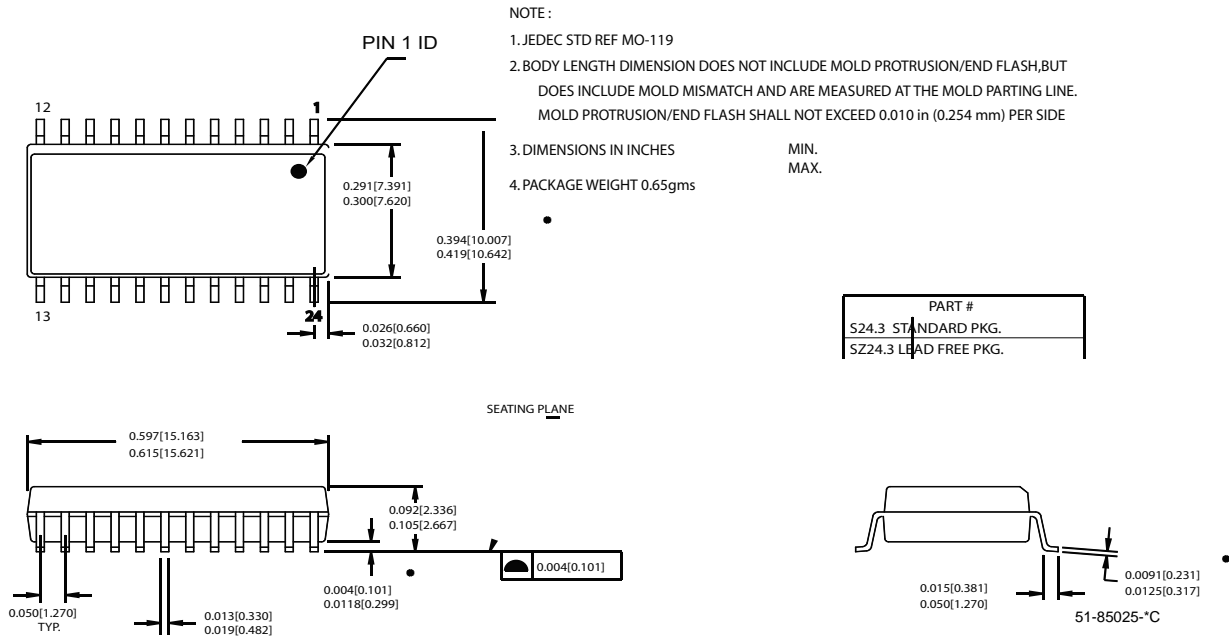 NOTE :
1. JEDEC STD REF MO-119
2. BODY LENGTH DIMENSION DOES NOT INCLUDE MOLD PROTRUSION/END FLASH,BUT
DOES INCLUDE MOLD MISMATCH AND ARE MEASURED AT THE MOLD PARTING LINE.
MOLD PROTRUSION/END FLASH SHALL NOT EXCEED 0.010 in (0.254 mm) PER SIDE
3. DIMENSIONS IN INCHES
MIN.
MAX.
4. PACKAGE WEIGHT 0.65gms
PIN 1 ID
12
1
0.291[7.391]
0.300[7.620]
0.394[10.007]
0.419[10.642]
13
24
0.026[0.660]
0.032[0.812]
PART #
S24.3 STANDARD PKG.
SZ24.3 LEAD FREE PKG.
SEATING PLANE
0.597[15.163]
0.615[15.621]
0.092[2.336]
0.105[2.667]
0.004[0.101]
0.050[1.270]
TYP.
0.013[0.330]
0.019[0.482]
0.004[0.101]
0.0118[0.299]
0.015[0.381]
0.050[1.270]
0.0091[0.231]
0.0125[0.317]
51-85025-*C